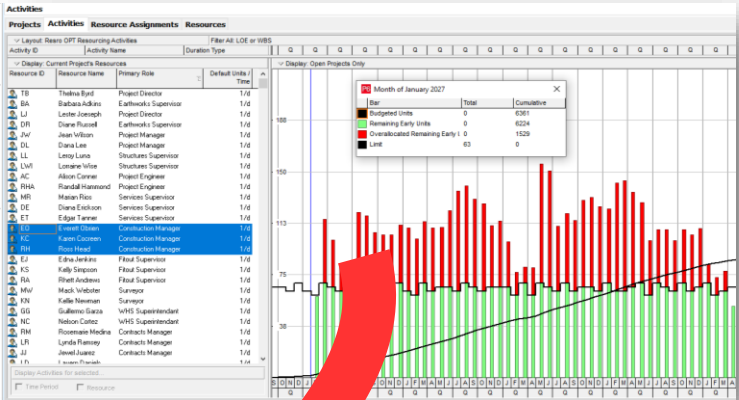 Activities
Projects Activities Resource Assignments Resources
Layout: Reero OPT Resourcing Activities Filter All: LOE or WBS
Activity ID Activity Name Duration Type Q Q Q Q Q Q Q Q Q Q Q Q Q Q Q Q Q Q
Display: Current Project's Resources Display: Open Projects Only
Resource ID Resource Name Primary Role Default Units / Time
TB Thelma Byrd Project Director 1/d
BA Barbara Adkins Earthworks Supervisor 1/d
LJ Lester Joeseph Project Director 1/d
DR Diane Russell Earthworks Supervisor 1/d
JW Jean Wilson Project Manager 1/d
DL Dana Lee Project Manager 1/d
LL Leroy Luna Structures Supervisor 1/d
LWI Lorraine Wise Structures Supervisor 1/d
AC Alison Conner Project Engineer 1/d
RHA Randall Hammond Project Engineer 1/d
MR Marian Rios Services Supervisor 1/d
DE Diana Erickson Services Supervisor 1/d
ET Edgar Tanner Services Supervisor 1/d
EO Everett Obrien Construction Manager 1/d
KC Karen Cacreen Construction Manager 1/d
RH Ross Head Construction Manager 1/d
EJ Edna Jenkins Fitout Supervisor 1/d
KS Kelly Simpson Fitout Supervisor 1/d
RA Rhett Andrews Fitout Supervisor 1/d
MW Mack Webster Surveyor 1/d
KN Kellie Newman Surveyor 1/d
GG Guillermo Garza WHS Superintendant 1/d
NC Nelson Cortez WHS Superintendant 1/d
RM Rosemarie Medina Contracts Manager 1/d
LR Lynda Ramsey Contracts Manager 1/d
JJ Jewel Juarez Contracts Manager 1/d
Display Activities for selected...
Time Period Resource
P6 Month of January 2027
Bar Total Cumulative
Budgeted Units 0 6361
Remaining Early Units 0 6224
Overallocated Remaining Early U 0 1529
Limit 63 0
188
150
113
75
38
S O N D J F M A M J J A S O N D J F M A M J J A S O N D J F M A M J J A S O N D J F M A
Q Q Q Q Q Q Q Q Q Q Q Q Q